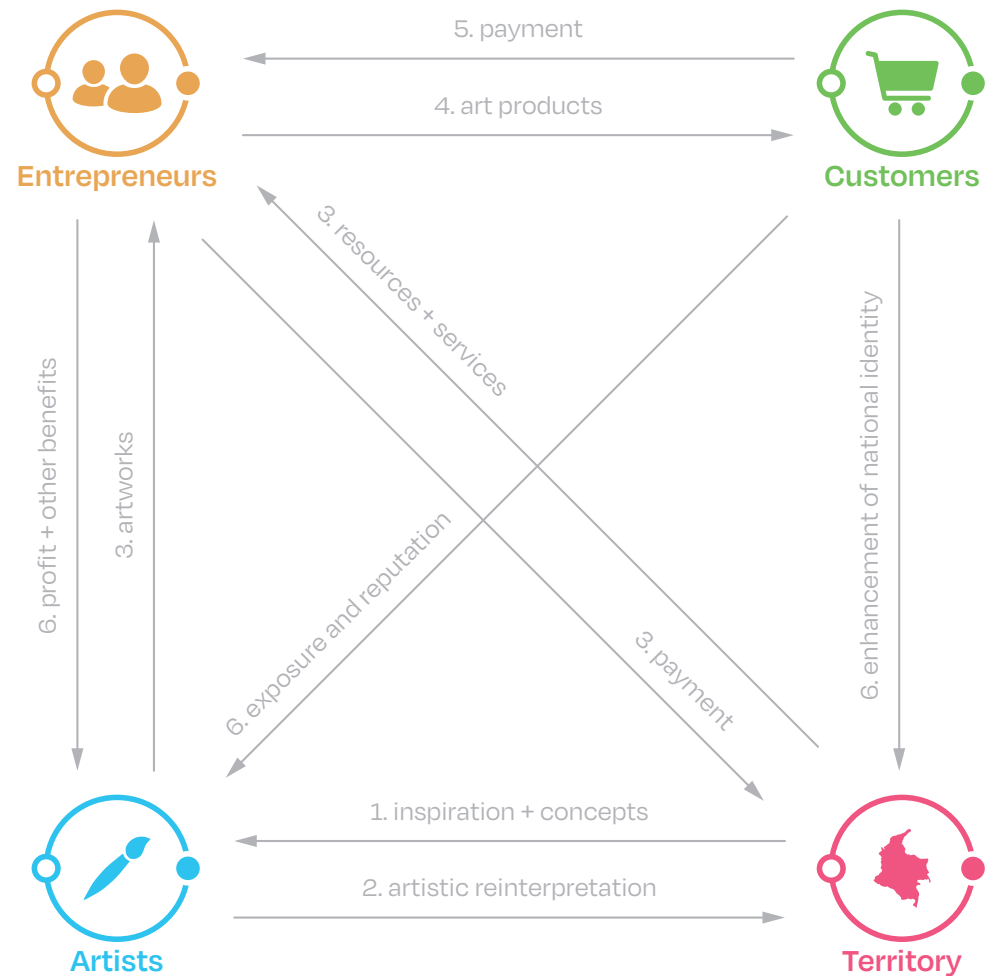 5. payment
4. art products
Entrepreneurs
Customers
3. resources + services
6. profit + other benefits
3. artworks
6. enhancement of national identity
6. exposure and reputation
3. payment
1. inspiration + concepts
2. artistic reinterpretation
Artists
Territory